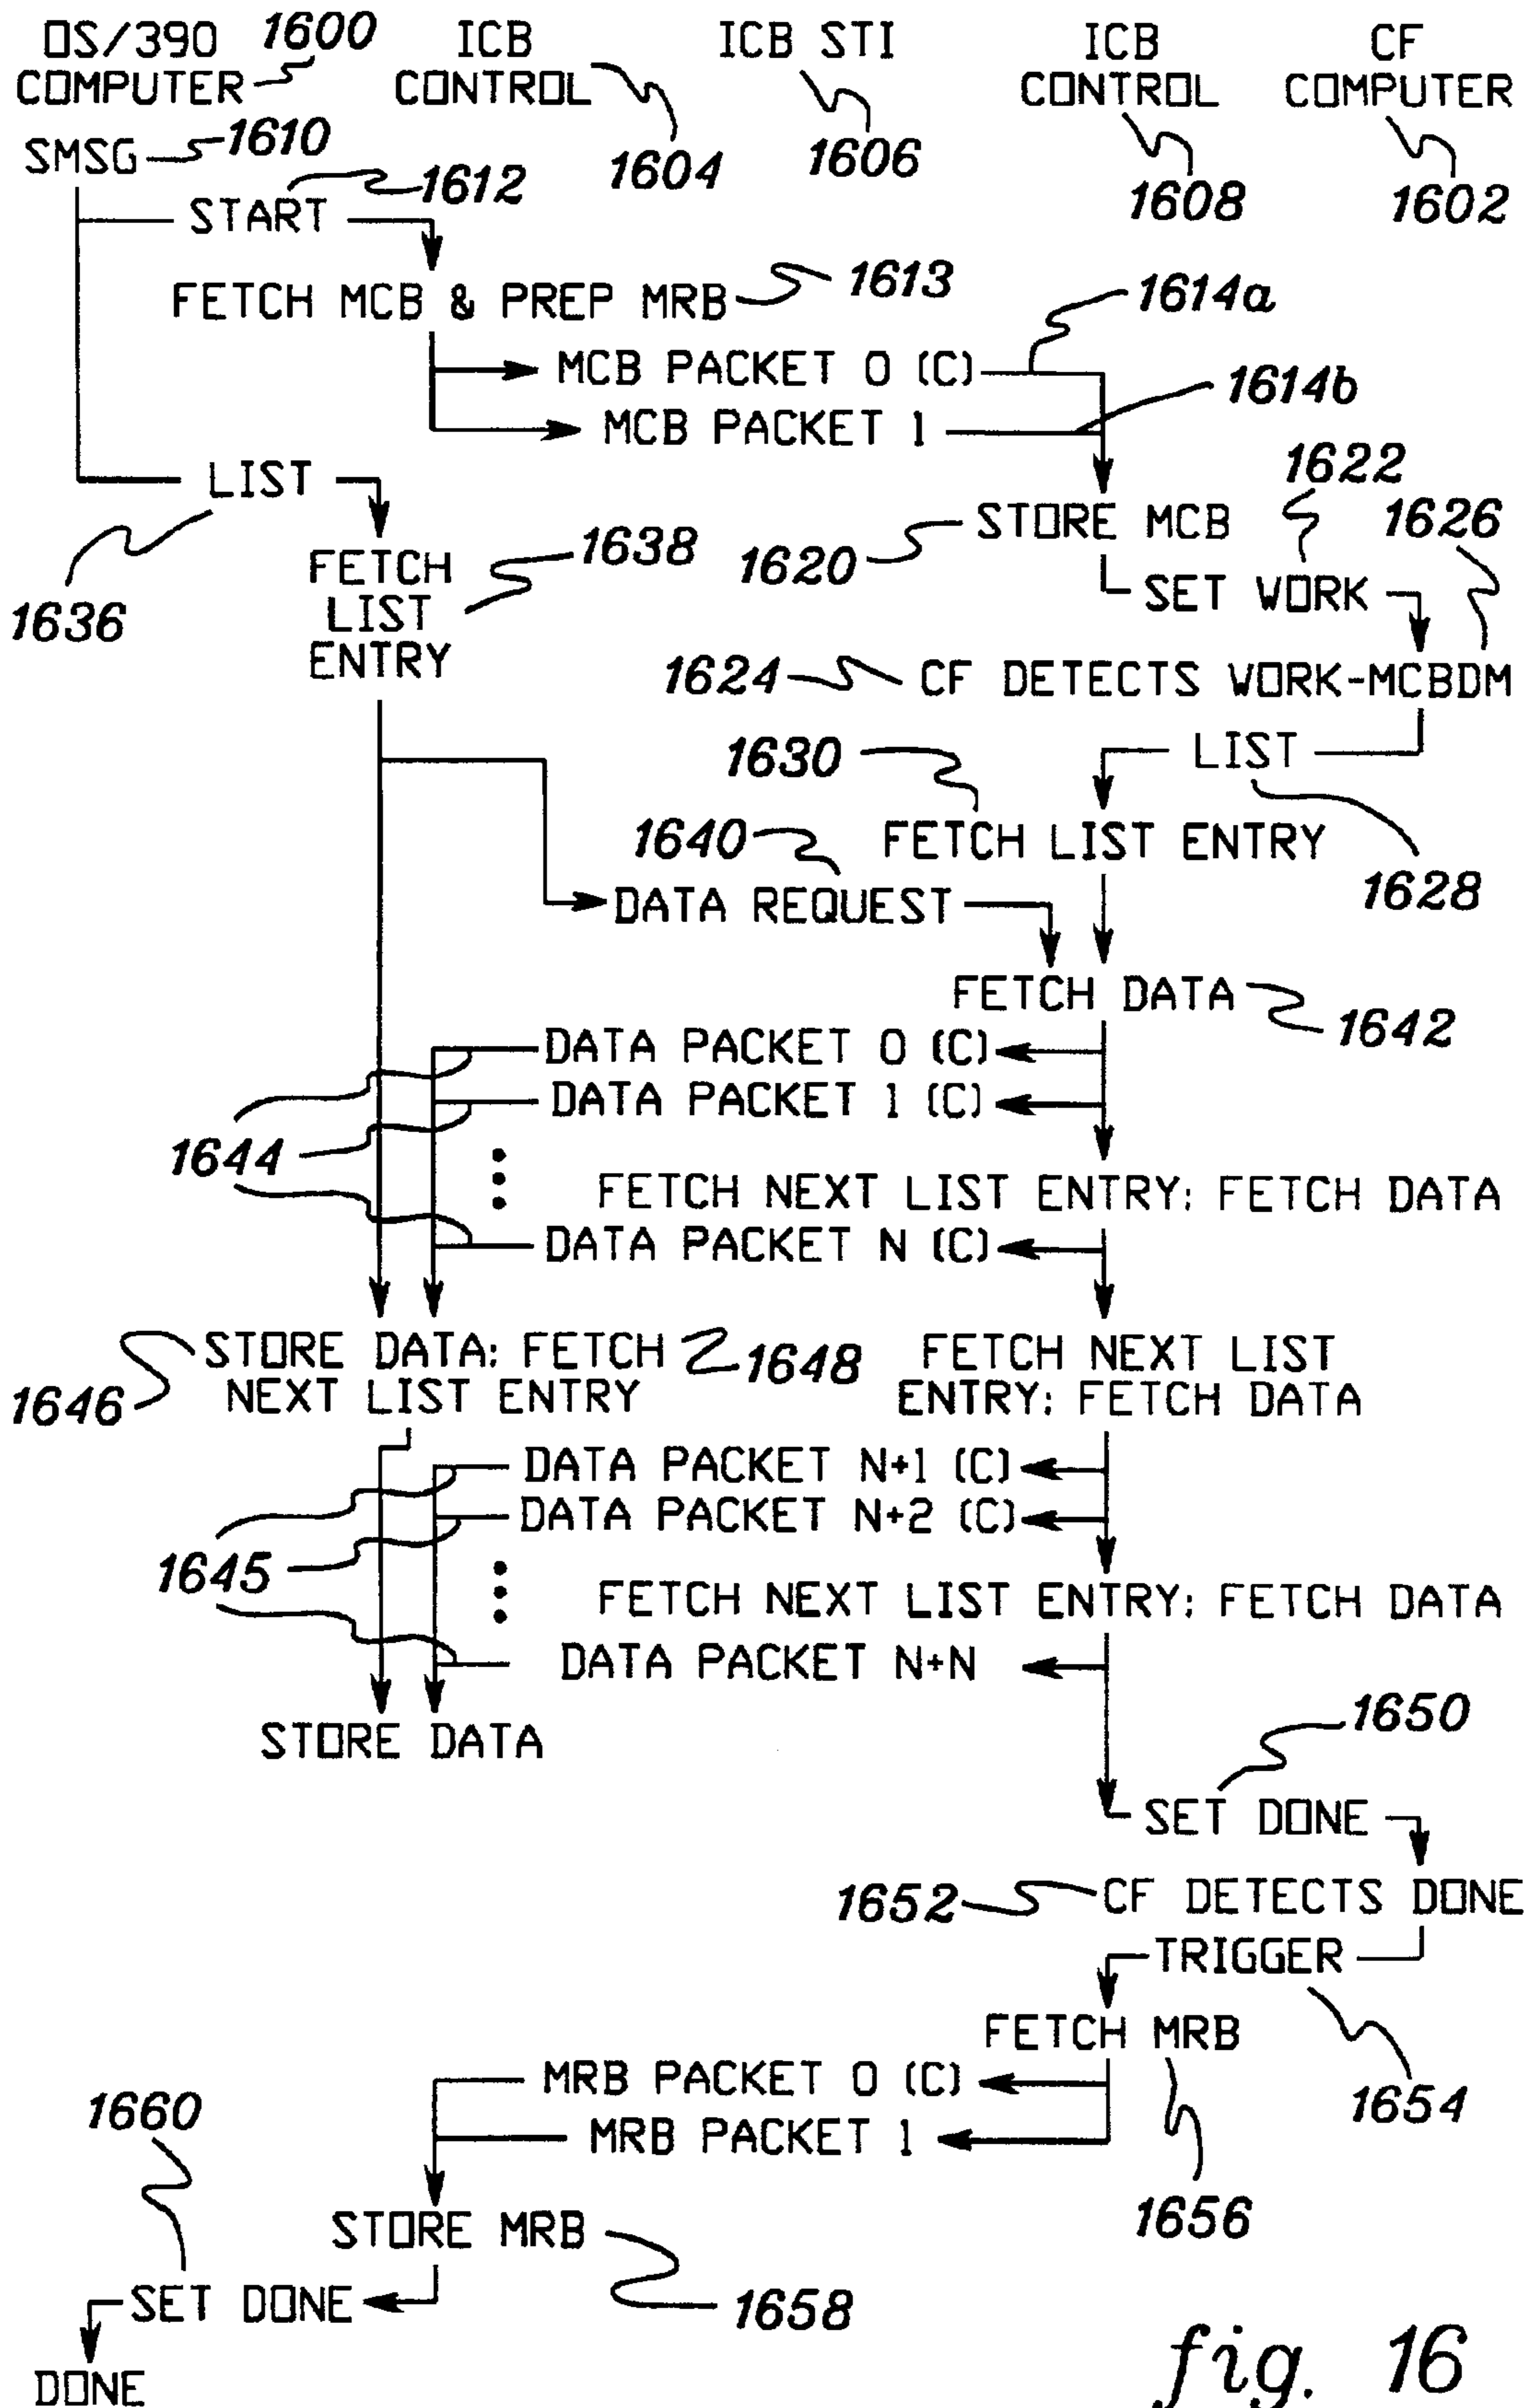 OS/390 1600 ICB ICB STI ICB CF
COMPUTER CONTROL CONTROL COMPUTER
SMSG 1610 1604 1606 1608 1602
START 1612
FETCH MCB & PREP MRB 1613
1614a
MCB PACKET 0 (C)
1614b
MCB PACKET 1
LIST
1622
STORE MCB 1626
1638
FETCH
LIST
ENTRY
1620
1636
SET WORK
1624 CF DETECTS WORK-MCBDM
1630 LIST
1640 FETCH LIST ENTRY
1628
DATA REQUEST
FETCH DATA
1642
DATA PACKET 0 (C)
DATA PACKET 1 (C)
1644
FETCH NEXT LIST ENTRY; FETCH DATA
DATA PACKET N (C)
STORE DATA; FETCH 1648 FETCH NEXT LIST
1646 NEXT LIST ENTRY ENTRY; FETCH DATA
DATA PACKET N+1 (C)
DATA PACKET N+2 (C)
1645
FETCH NEXT LIST ENTRY; FETCH DATA
DATA PACKET N+N
1650
STORE DATA
SET DONE
1652 CF DETECTS DONE
TRIGGER
FETCH MRB
MRB PACKET 0 (C)
1660 1654
MRB PACKET 1
1656
STORE MRB
SET DONE 1658
DONE
fig. 16